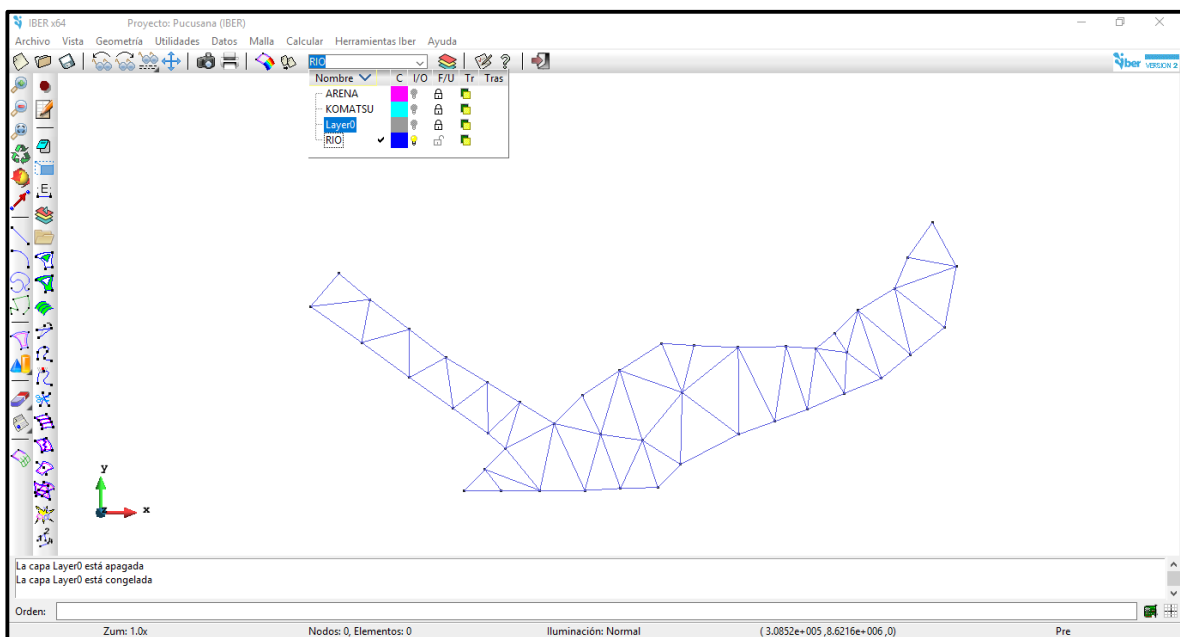 IBER x64 Proyecto: Pucusana (IBER)
Archivo Vista Geometría Utilidades Datos Malla Calcular Herramientas Iber Ayuda
RIO
Iber VERSION 2
Nombre C I/O F/U Tr Tras
ARENA
KOMATSU
Layer0
RIO
E
y
x
La capa Layer0 está apagada
La capa Layer0 está congelada
Orden:
Zum: 1.0x Nodos: 0, Elementos: 0 Iluminación: Normal ( 3.0852e+005 ,8.6216e+006 ,0) Pre